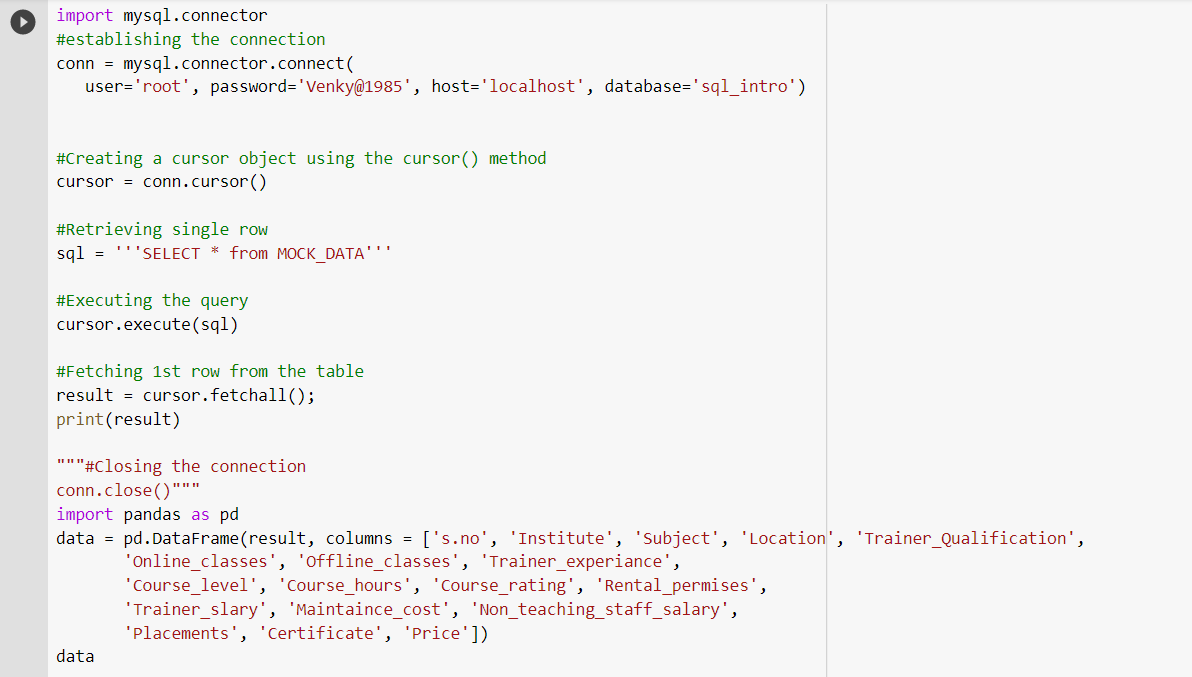 import mysql.connector
#establishing the connection
conn = mysql.connector.connect(
   user='root', password='Venky@1985', host='localhost', database='sql_intro')
#Creating a cursor object using the cursor() method
cursor = conn.cursor()
#Retrieving single row
sql = '''SELECT * from MOCK_DATA'''
#Executing the query
cursor.execute(sql)
#Fetching 1st row from the table
result = cursor.fetchall();
print(result)
"""#Closing the connection
conn.close()"""
import pandas as pd
data = pd.DataFrame(result, columns = ['s.no', 'Institute', 'Subject', 'Location', 'Trainer_Qualification',
       'Online_classes', 'Offline_classes', 'Trainer_experiance',
       'Course_level', 'Course_hours', 'Course_rating', 'Rental_permises',
       'Trainer_slary', 'Maintaince_cost', 'Non_teaching_staff_salary',
       'Placements', 'Certificate', 'Price'])
data